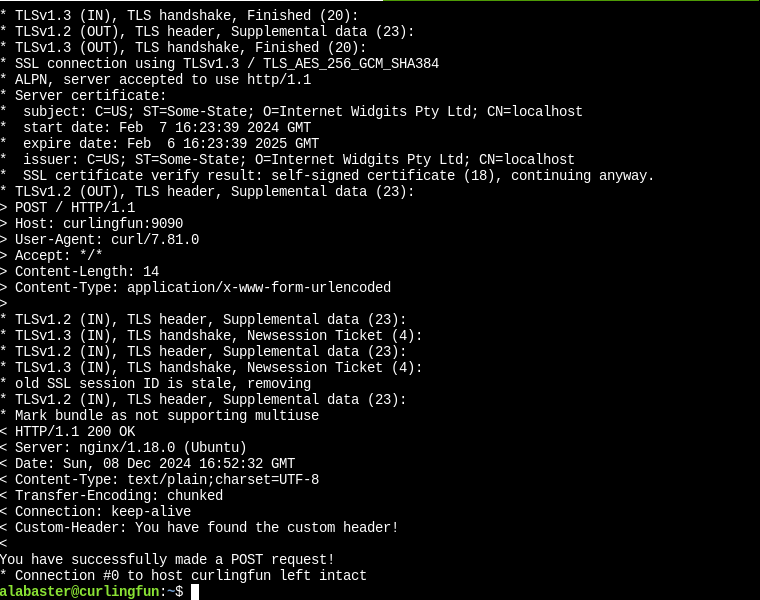 * TLSv1.3 (IN), TLS handshake, Finished (20):
* TLSv1.2 (OUT), TLS header, Supplemental data (23):
* TLSv1.3 (OUT), TLS handshake, Finished (20):
* SSL connection using TLSv1.3 / TLS_AES_256_GCM_SHA384
* ALPN, server accepted to use http/1.1
* Server certificate:
*  subject: C=US; ST=Some-State; O=Internet Widgits Pty Ltd; CN=localhost
*  start date: Feb  7 16:23:39 2024 GMT
*  expire date: Feb  6 16:23:39 2025 GMT
*  issuer: C=US; ST=Some-State; O=Internet Widgits Pty Ltd; CN=localhost
*  SSL certificate verify result: self-signed certificate (18), continuing anyway.
* TLSv1.2 (OUT), TLS header, Supplemental data (23):
> POST / HTTP/1.1
> Host: curlingfun:9090
> User-Agent: curl/7.81.0
> Accept: */*
> Content-Length: 14
> Content-Type: application/x-www-form-urlencoded
>
* TLSv1.2 (IN), TLS header, Supplemental data (23):
* TLSv1.3 (IN), TLS handshake, Newsession Ticket (4):
* TLSv1.2 (IN), TLS header, Supplemental data (23):
* TLSv1.3 (IN), TLS handshake, Newsession Ticket (4):
* old SSL session ID is stale, removing
* TLSv1.2 (IN), TLS header, Supplemental data (23):
* Mark bundle as not supporting multiuse
< HTTP/1.1 200 OK
< Server: nginx/1.18.0 (Ubuntu)
< Date: Sun, 08 Dec 2024 16:52:32 GMT
< Content-Type: text/plain;charset=UTF-8
< Transfer-Encoding: chunked
< Connection: keep-alive
< Custom-Header: You have found the custom header!
<
You have successfully made a POST request!
* Connection #0 to host curlingfun left intact
alabaster@curlingfun:~$